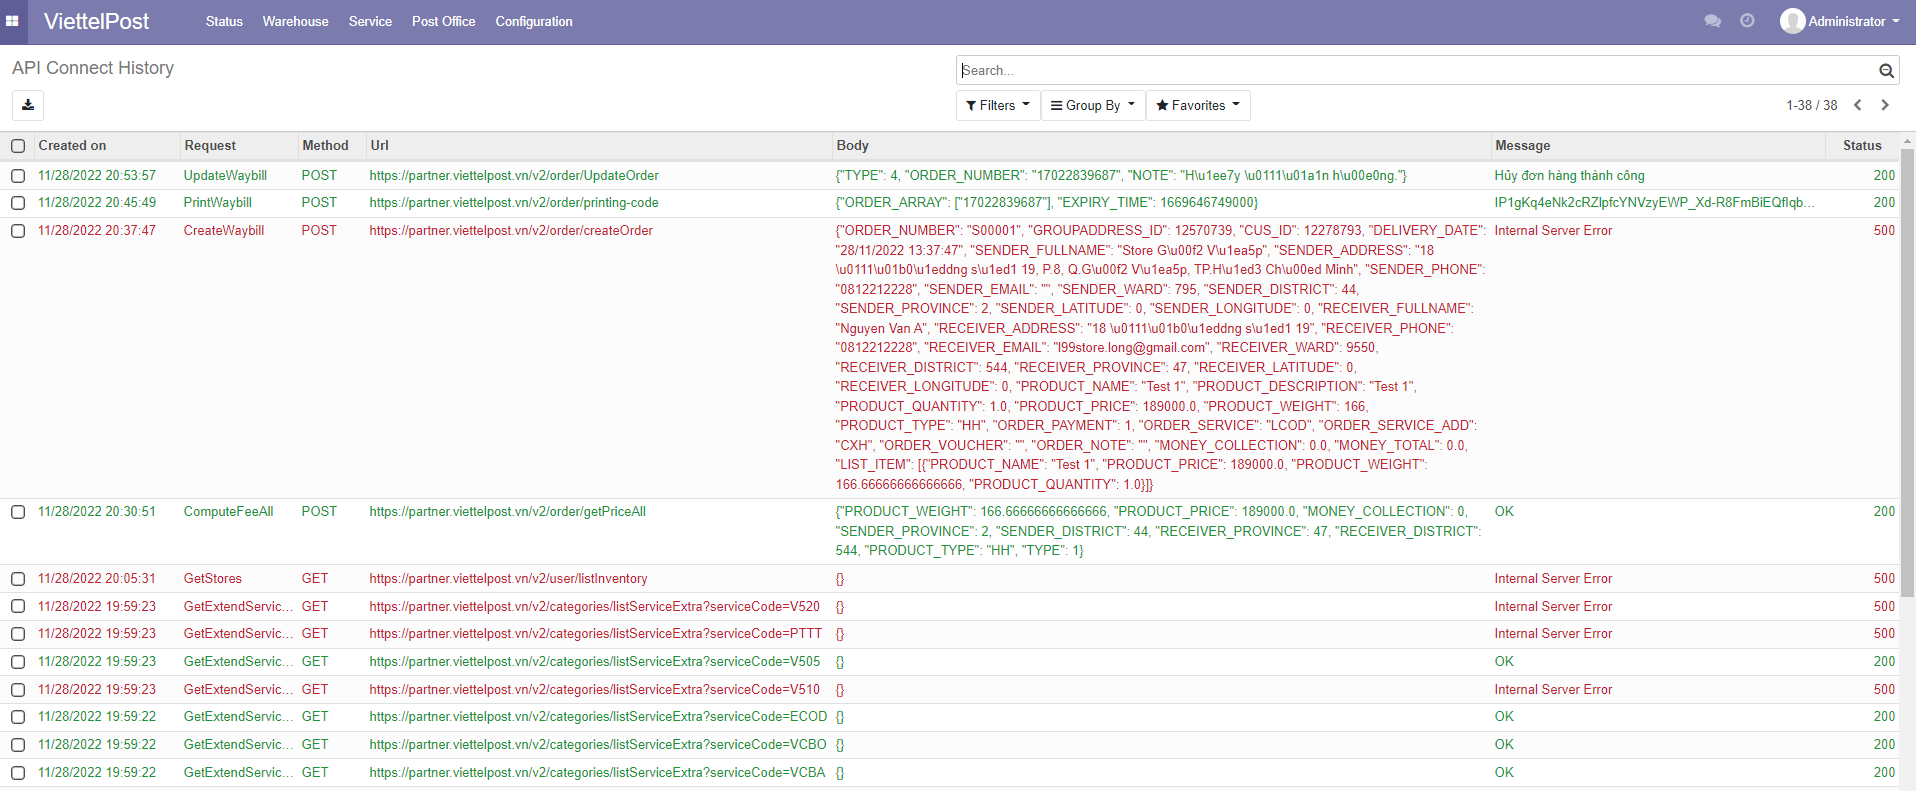 ViettelPost Status Warehouse Service Post Office Configuration Administrator
API Connect History
Search...
Filters Group By Favorites 1-38 / 38
Created on Request Method Url Body Message Status
11/28/2022 20:53:57 UpdateWaybill POST https://partner.viettelpost.vn/v2/order/UpdateOrder {"TYPE": 4, "ORDER_NUMBER": "17022839687", "NOTE": "H\u1ee7y \u0111\u01a1n h\u00e0ng."} Hủy đơn hàng thành công 200
11/28/2022 20:45:49 PrintWaybill POST https://partner.viettelpost.vn/v2/order/printing-code {"ORDER_ARRAY": ["17022839687"], "EXPIRY_TIME": 1669646749000} IP1gKq4eNk2cRZlpfcYNVzyEWP_Xd-R8FmBiEQflqb... 200
11/28/2022 20:37:47 CreateWaybill POST https://partner.viettelpost.vn/v2/order/createOrder {"ORDER_NUMBER": "S00001", "GROUPADDRESS_ID": 12570739, "CUS_ID": 12278793, "DELIVERY_DATE": Internal Server Error 500
"28/11/2022 13:37:47", "SENDER_FULLNAME": "Store G\u00f2 V\u1ea5p", "SENDER_ADDRESS": "18
\u0111\u01b0\u1eddng s\u1ed1 19, P.8, Q.G\u00f2 V\u1ea5p, TP.H\u1ed3 Ch\u00ed Minh", "SENDER_PHONE":
"0812212228", "SENDER_EMAIL": "", "SENDER_WARD": 795, "SENDER_DISTRICT": 44,
"SENDER_PROVINCE": 2, "SENDER_LATITUDE": 0, "SENDER_LONGITUDE": 0, "RECEIVER_FULLNAME":
"Nguyen Van A", "RECEIVER_ADDRESS": "18 \u0111\u01b0\u1eddng s\u1ed1 19", "RECEIVER_PHONE":
"0812212228", "RECEIVER_EMAIL": "l99store.long@gmail.com", "RECEIVER_WARD": 9550,
"RECEIVER_DISTRICT": 544, "RECEIVER_PROVINCE": 47, "RECEIVER_LATITUDE": 0,
"RECEIVER_LONGITUDE": 0, "PRODUCT_NAME": "Test 1", "PRODUCT_DESCRIPTION": "Test 1",
"PRODUCT_QUANTITY": 1.0, "PRODUCT_PRICE": 189000.0, "PRODUCT_WEIGHT": 166,
"PRODUCT_TYPE": "HH", "ORDER_PAYMENT": 1, "ORDER_SERVICE": "LCOD", "ORDER_SERVICE_ADD":
"CXH", "ORDER_VOUCHER": "", "ORDER_NOTE": "", "MONEY_COLLECTION": 0.0, "MONEY_TOTAL": 0.0,
"LIST_ITEM": [{"PRODUCT_NAME": "Test 1", "PRODUCT_PRICE": 189000.0, "PRODUCT_WEIGHT":
166.66666666666666, "PRODUCT_QUANTITY": 1.0}]}
11/28/2022 20:30:51 ComputeFeeAll POST https://partner.viettelpost.vn/v2/order/getPriceAll {"PRODUCT_WEIGHT": 166.66666666666666, "PRODUCT_PRICE": 189000.0, "MONEY_COLLECTION": 0, OK 200
"SENDER_PROVINCE": 2, "SENDER_DISTRICT": 44, "RECEIVER_PROVINCE": 47, "RECEIVER_DISTRICT":
544, "PRODUCT_TYPE": "HH", "TYPE": 1}
11/28/2022 20:05:31 GetStores GET https://partner.viettelpost.vn/v2/user/listInventory {} Internal Server Error 500
11/28/2022 19:59:23 GetExtendServic... GET https://partner.viettelpost.vn/v2/categories/listServiceExtra?serviceCode=V520 {} Internal Server Error 500
11/28/2022 19:59:23 GetExtendServic... GET https://partner.viettelpost.vn/v2/categories/listServiceExtra?serviceCode=PTTT {} Internal Server Error 500
11/28/2022 19:59:23 GetExtendServic... GET https://partner.viettelpost.vn/v2/categories/listServiceExtra?serviceCode=V505 {} OK 200
11/28/2022 19:59:23 GetExtendServic... GET https://partner.viettelpost.vn/v2/categories/listServiceExtra?serviceCode=V510 {} Internal Server Error 500
11/28/2022 19:59:22 GetExtendServic... GET https://partner.viettelpost.vn/v2/categories/listServiceExtra?serviceCode=ECOD {} OK 200
11/28/2022 19:59:22 GetExtendServic... GET https://partner.viettelpost.vn/v2/categories/listServiceExtra?serviceCode=VCBO {} OK 200
11/28/2022 19:59:22 GetExtendServic... GET https://partner.viettelpost.vn/v2/categories/listServiceExtra?serviceCode=VCBA {} OK 200